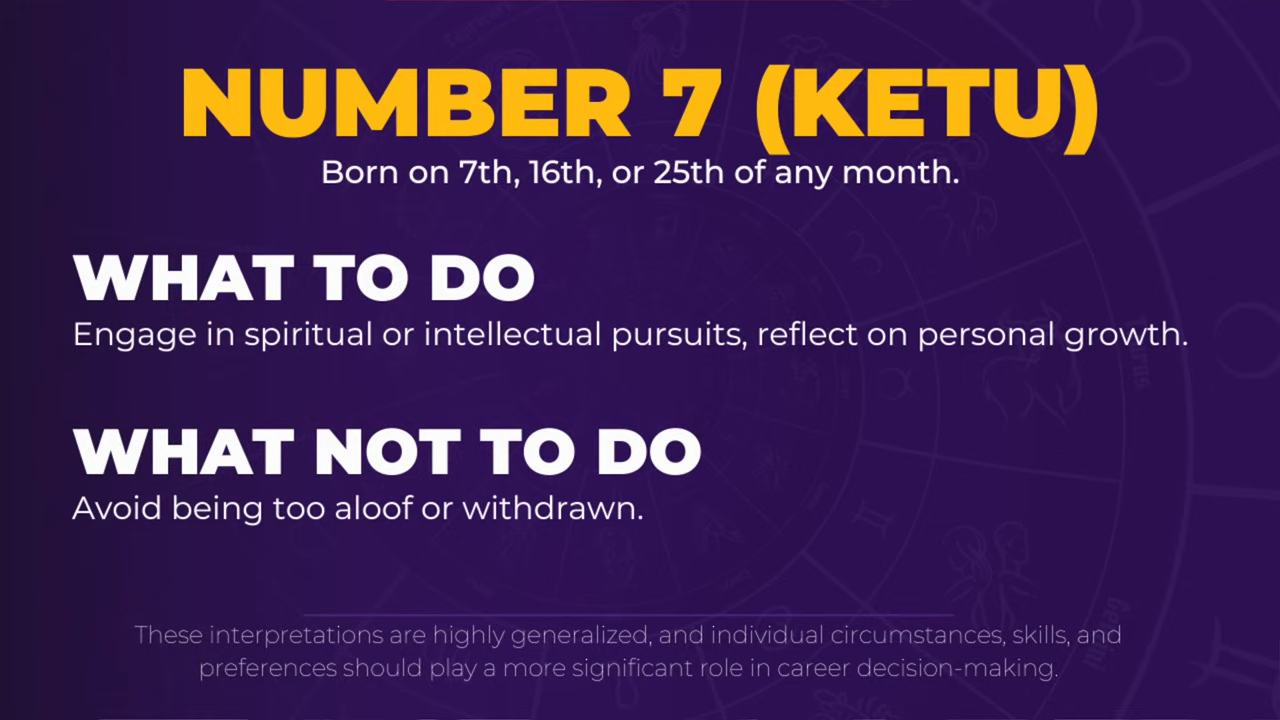 NUMBER 7 (KETU)
Born on 7th, 16th, or 25th of any month.
WHAT TO DO
Engage in spiritual or intellectual pursuits, reflect on personal growth.
WHAT NOT TO DO
Avoid being too aloof or withdrawn.
These interpretations are highly generalized, and individual circumstances, skills, and
preferences should play a more significant role in career decision-making.